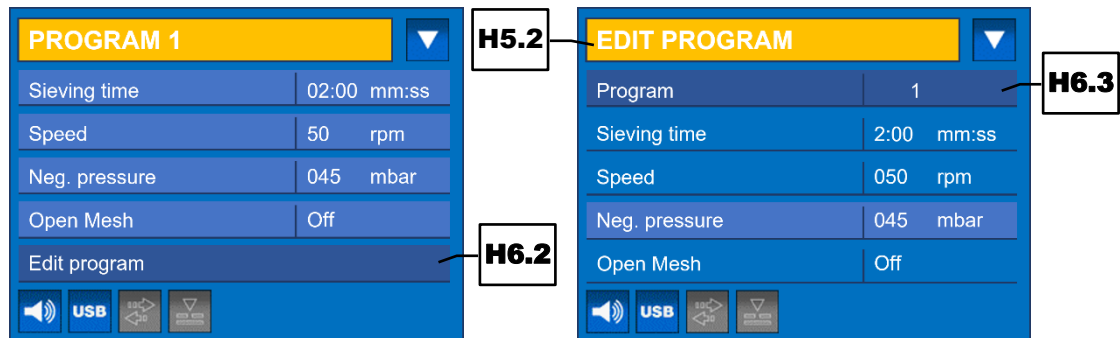 PROGRAM 1
Sieving time 02:00 mm:ss
Speed 50 rpm
Neg. pressure 045 mbar
Open Mesh Off
Edit program
H6.2
USB
H5.2
EDIT PROGRAM
Program 1
H6.3
Sieving time 2:00 mm:ss
Speed 050 rpm
Neg. pressure 045 mbar
Open Mesh Off
USB